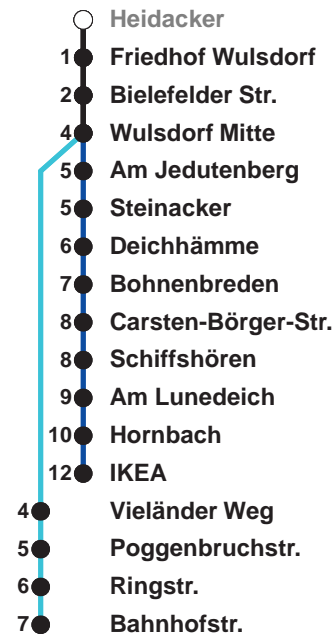 Heidacker
1 Friedhof Wulsdorf
2 Bielefelder Str.
4 Wulsdorf Mitte
5 Am Jedutenberg
5 Steinacker
6 Deichhämme
7 Bohnenbreden
8 Carsten-Börger-Str.
8 Schiffshören
9 Am Lunedeich
10 Hornbach
12 IKEA
4 Vieländer Weg
5 Poggenbruchstr.
6 Ringstr.
7 Bahnhofstr.